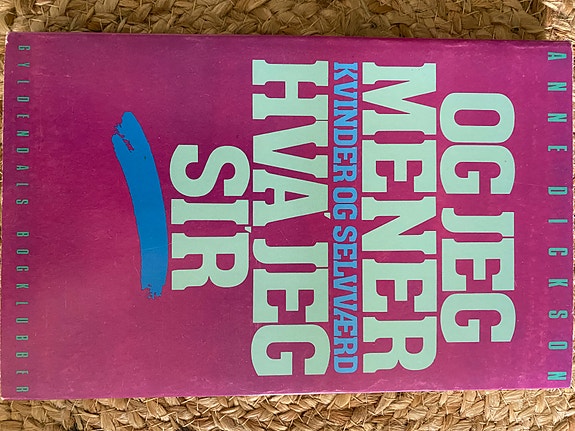 ANNE DICKSON
OG JEG
MENER
KVINDER OG SELVVÆRD
HVA' JEG
SI'R
GYLDENDALS BOGKLUBBER